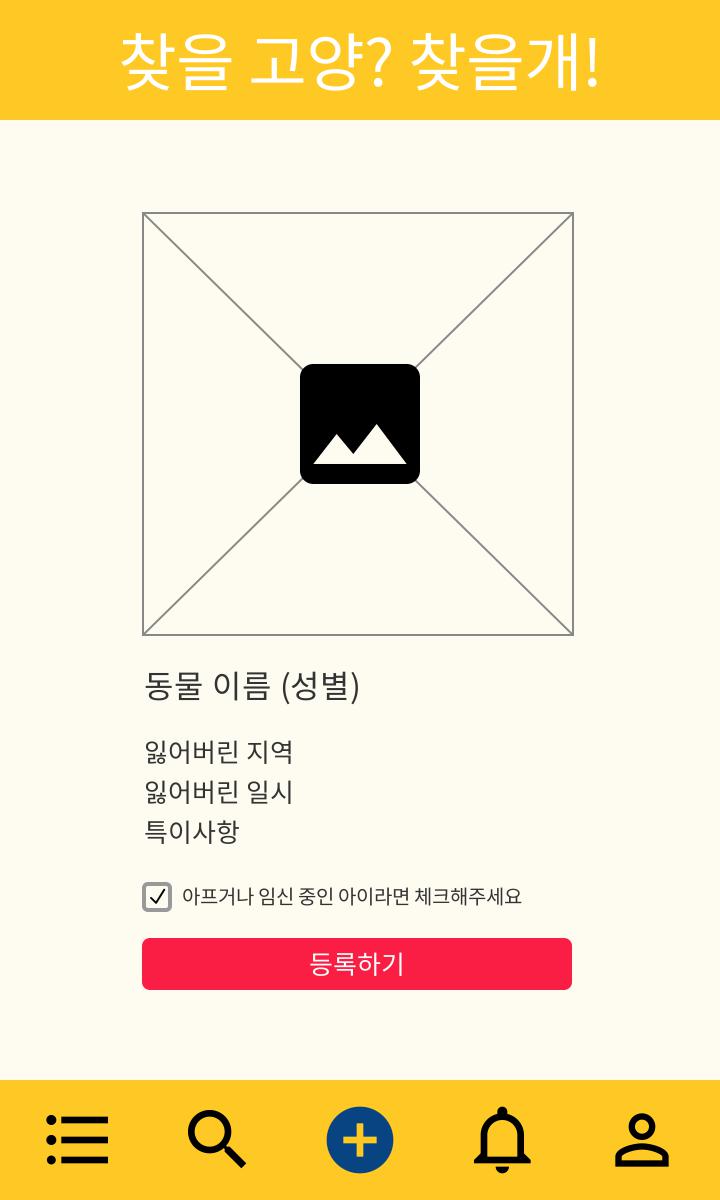 찾을 고양? 찾을개!
동물 이름 (성별)
잃어버린 지역
잃어버린 일시
특이사항
아프거나 임신 중인 아이라면 체크해주세요
등록하기